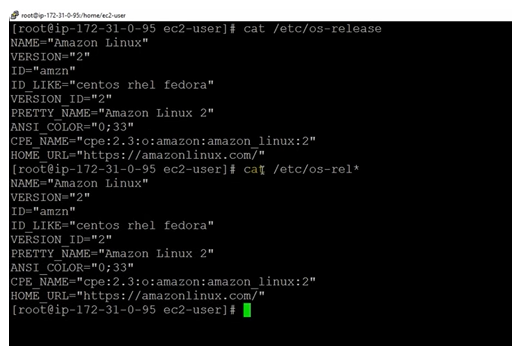 root@ip-172-31-0-95:/home/ec2-user
[root@ip-172-31-0-95 ec2-user]# cat /etc/os-release
NAME="Amazon Linux"
VERSION="2"
ID="amzn"
ID_LIKE="centos rhel fedora"
VERSION_ID="2"
PRETTY_NAME="Amazon Linux 2"
ANSI_COLOR="0;33"
CPE_NAME="cpe:2.3:o:amazon:amazon_linux:2"
HOME_URL="https://amazonlinux.com/"
[root@ip-172-31-0-95 ec2-user]# cat /etc/os-rel*
NAME="Amazon Linux"
VERSION="2"
ID="amzn"
ID_LIKE="centos rhel fedora"
VERSION_ID="2"
PRETTY_NAME="Amazon Linux 2"
ANSI_COLOR="0;33"
CPE_NAME="cpe:2.3:o:amazon:amazon_linux:2"
HOME_URL="https://amazonlinux.com/"
[root@ip-172-31-0-95 ec2-user]#